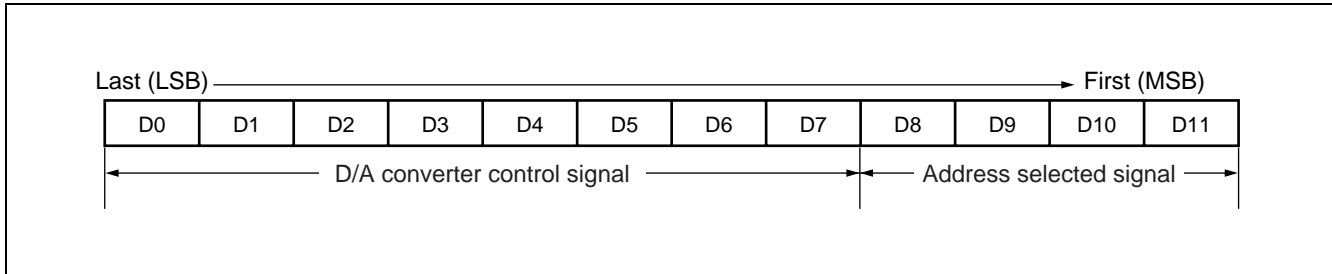 Last (LSB) First (MSB)
D0 D1 D2 D3 D4 D5 D6 D7 D8 D9 D10 D11
D/A converter control signal Address selected signal